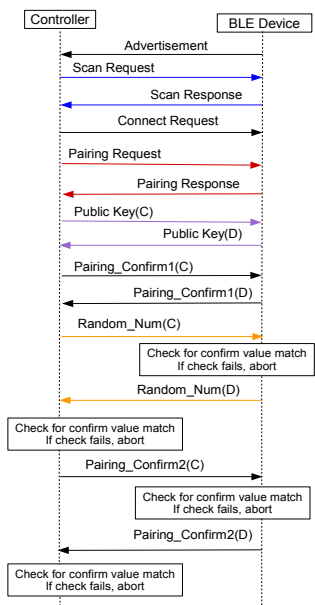 Controller
BLE Device
Advertisement
Scan Request
Scan Response
Connect Request
Pairing Request
Pairing Response
Public Key(C)
Public Key(D)
Pairing_Confirm1(C)
Pairing_Confirm1(D)
Random_Num(C)
Check for confirm value match
If check fails, abort
Random_Num(D)
Check for confirm value match
If check fails, abort
Pairing_Confirm2(C)
Check for confirm value match
If check fails, abort
Pairing_Confirm2(D)
Check for confirm value match
If check fails, abort